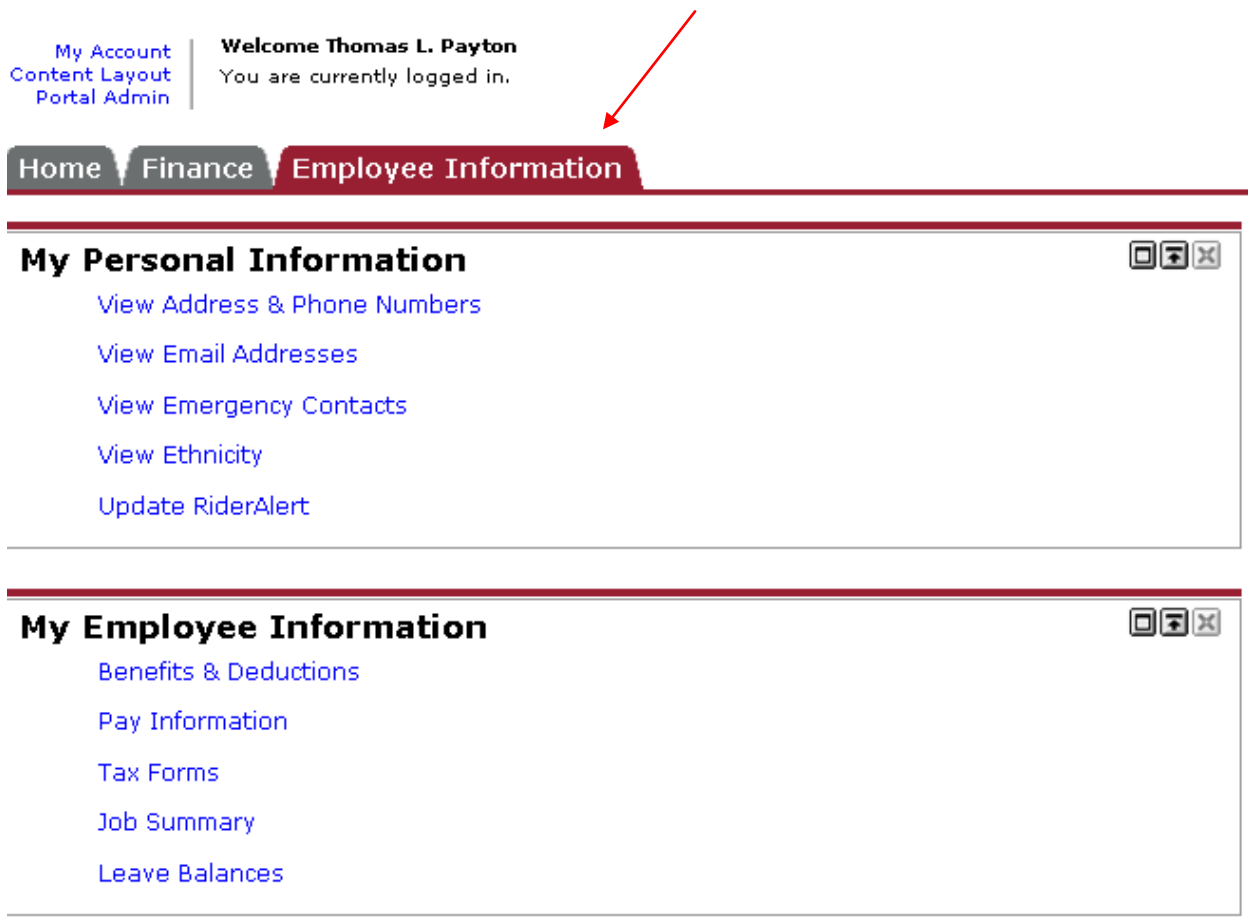 My Account
Content Layout
Portal Admin
Welcome Thomas L. Payton
You are currently logged in.
Home Finance Employee Information
My Personal Information
View Address & Phone Numbers
View Email Addresses
View Emergency Contacts
View Ethnicity
Update RiderAlert
My Employee Information
Benefits & Deductions
Pay Information
Tax Forms
Job Summary
Leave Balances